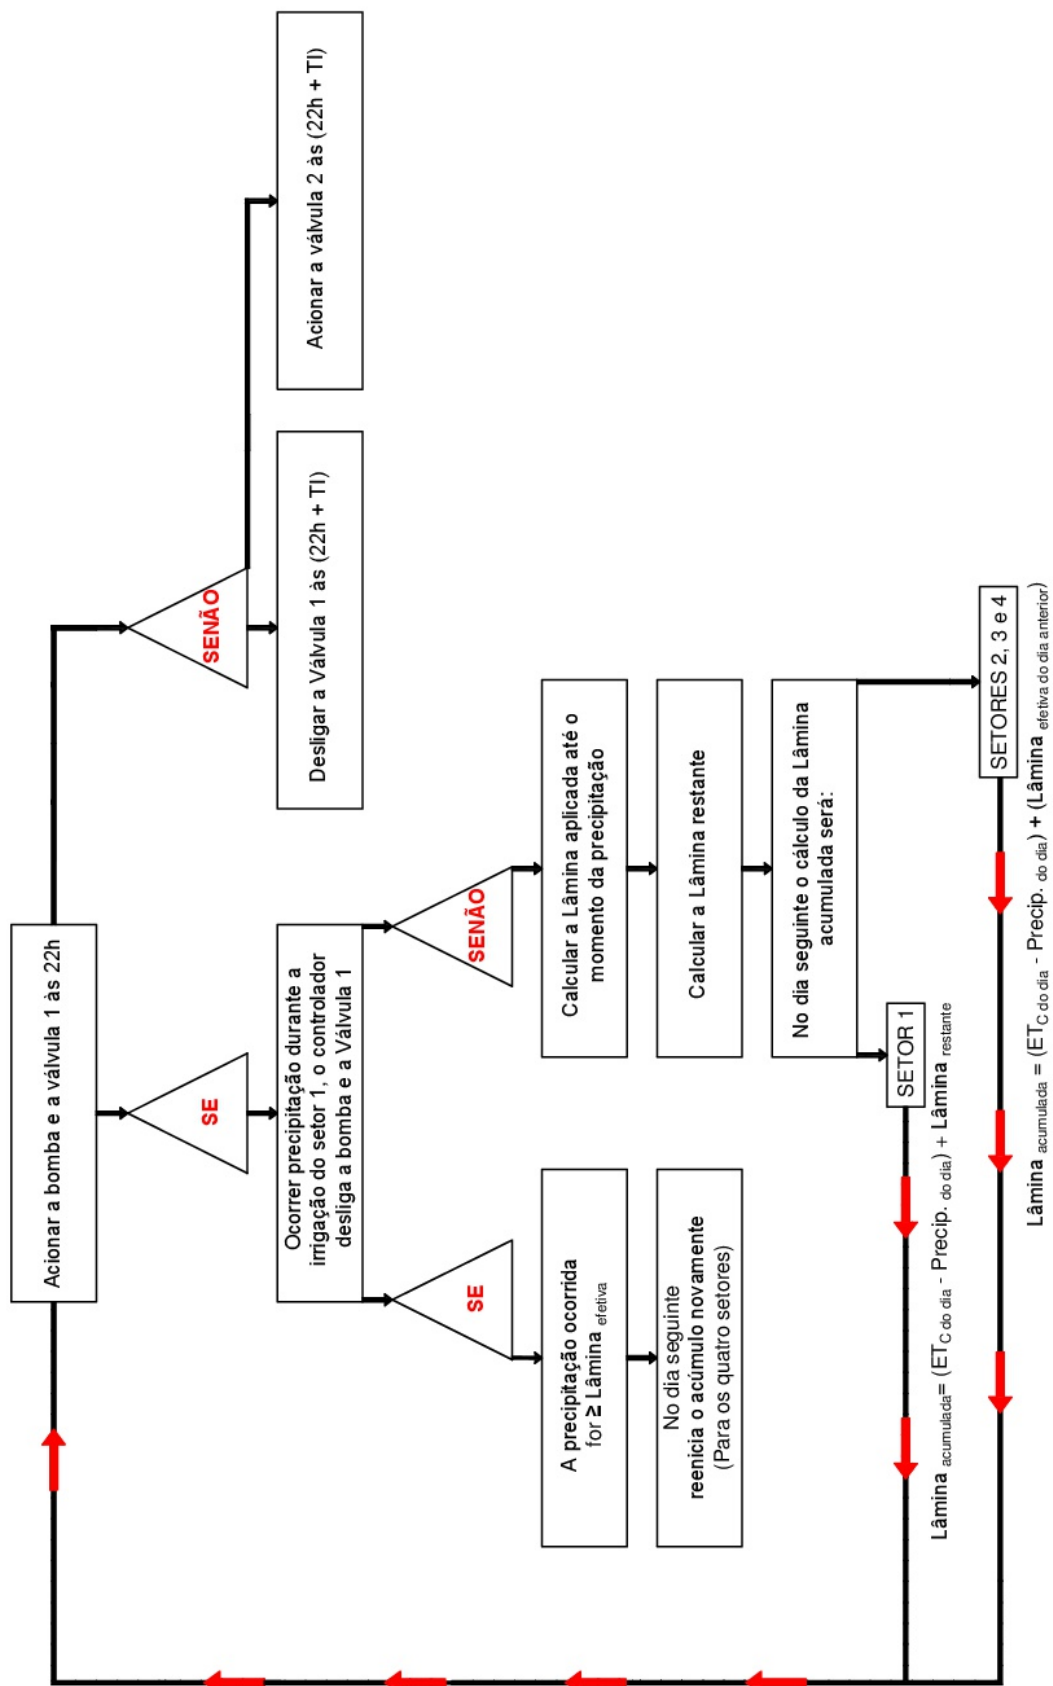 Acionar a bomba e a válvula 1 às 22h
SE
SENÃO
Ocorrer precipitação durante a
irrigação do setor 1, o controlador
desliga a bomba e a Válvula 1
Desligar a Válvula 1 às (22h + TI)
Acionar a válvula 2 às (22h + TI)
SE
SENÃO
A precipitação ocorrida
for ≥ Lâmina efetiva
No dia seguinte
reenicia o acúmulo novamente
(Para os quatro setores)
Calcular a Lâmina aplicada até o
momento da precipitação
Calcular a Lâmina restante
No dia seguinte o cálculo da Lâmina
acumulada será:
SETOR 1
Lâmina acumulada= (ETC do dia - Precip. do dia) + Lâmina restante
SETORES 2, 3 e 4
Lâmina acumulada = (ETC do dia - Precip. do dia) + (Lâmina efetiva do dia anterior)